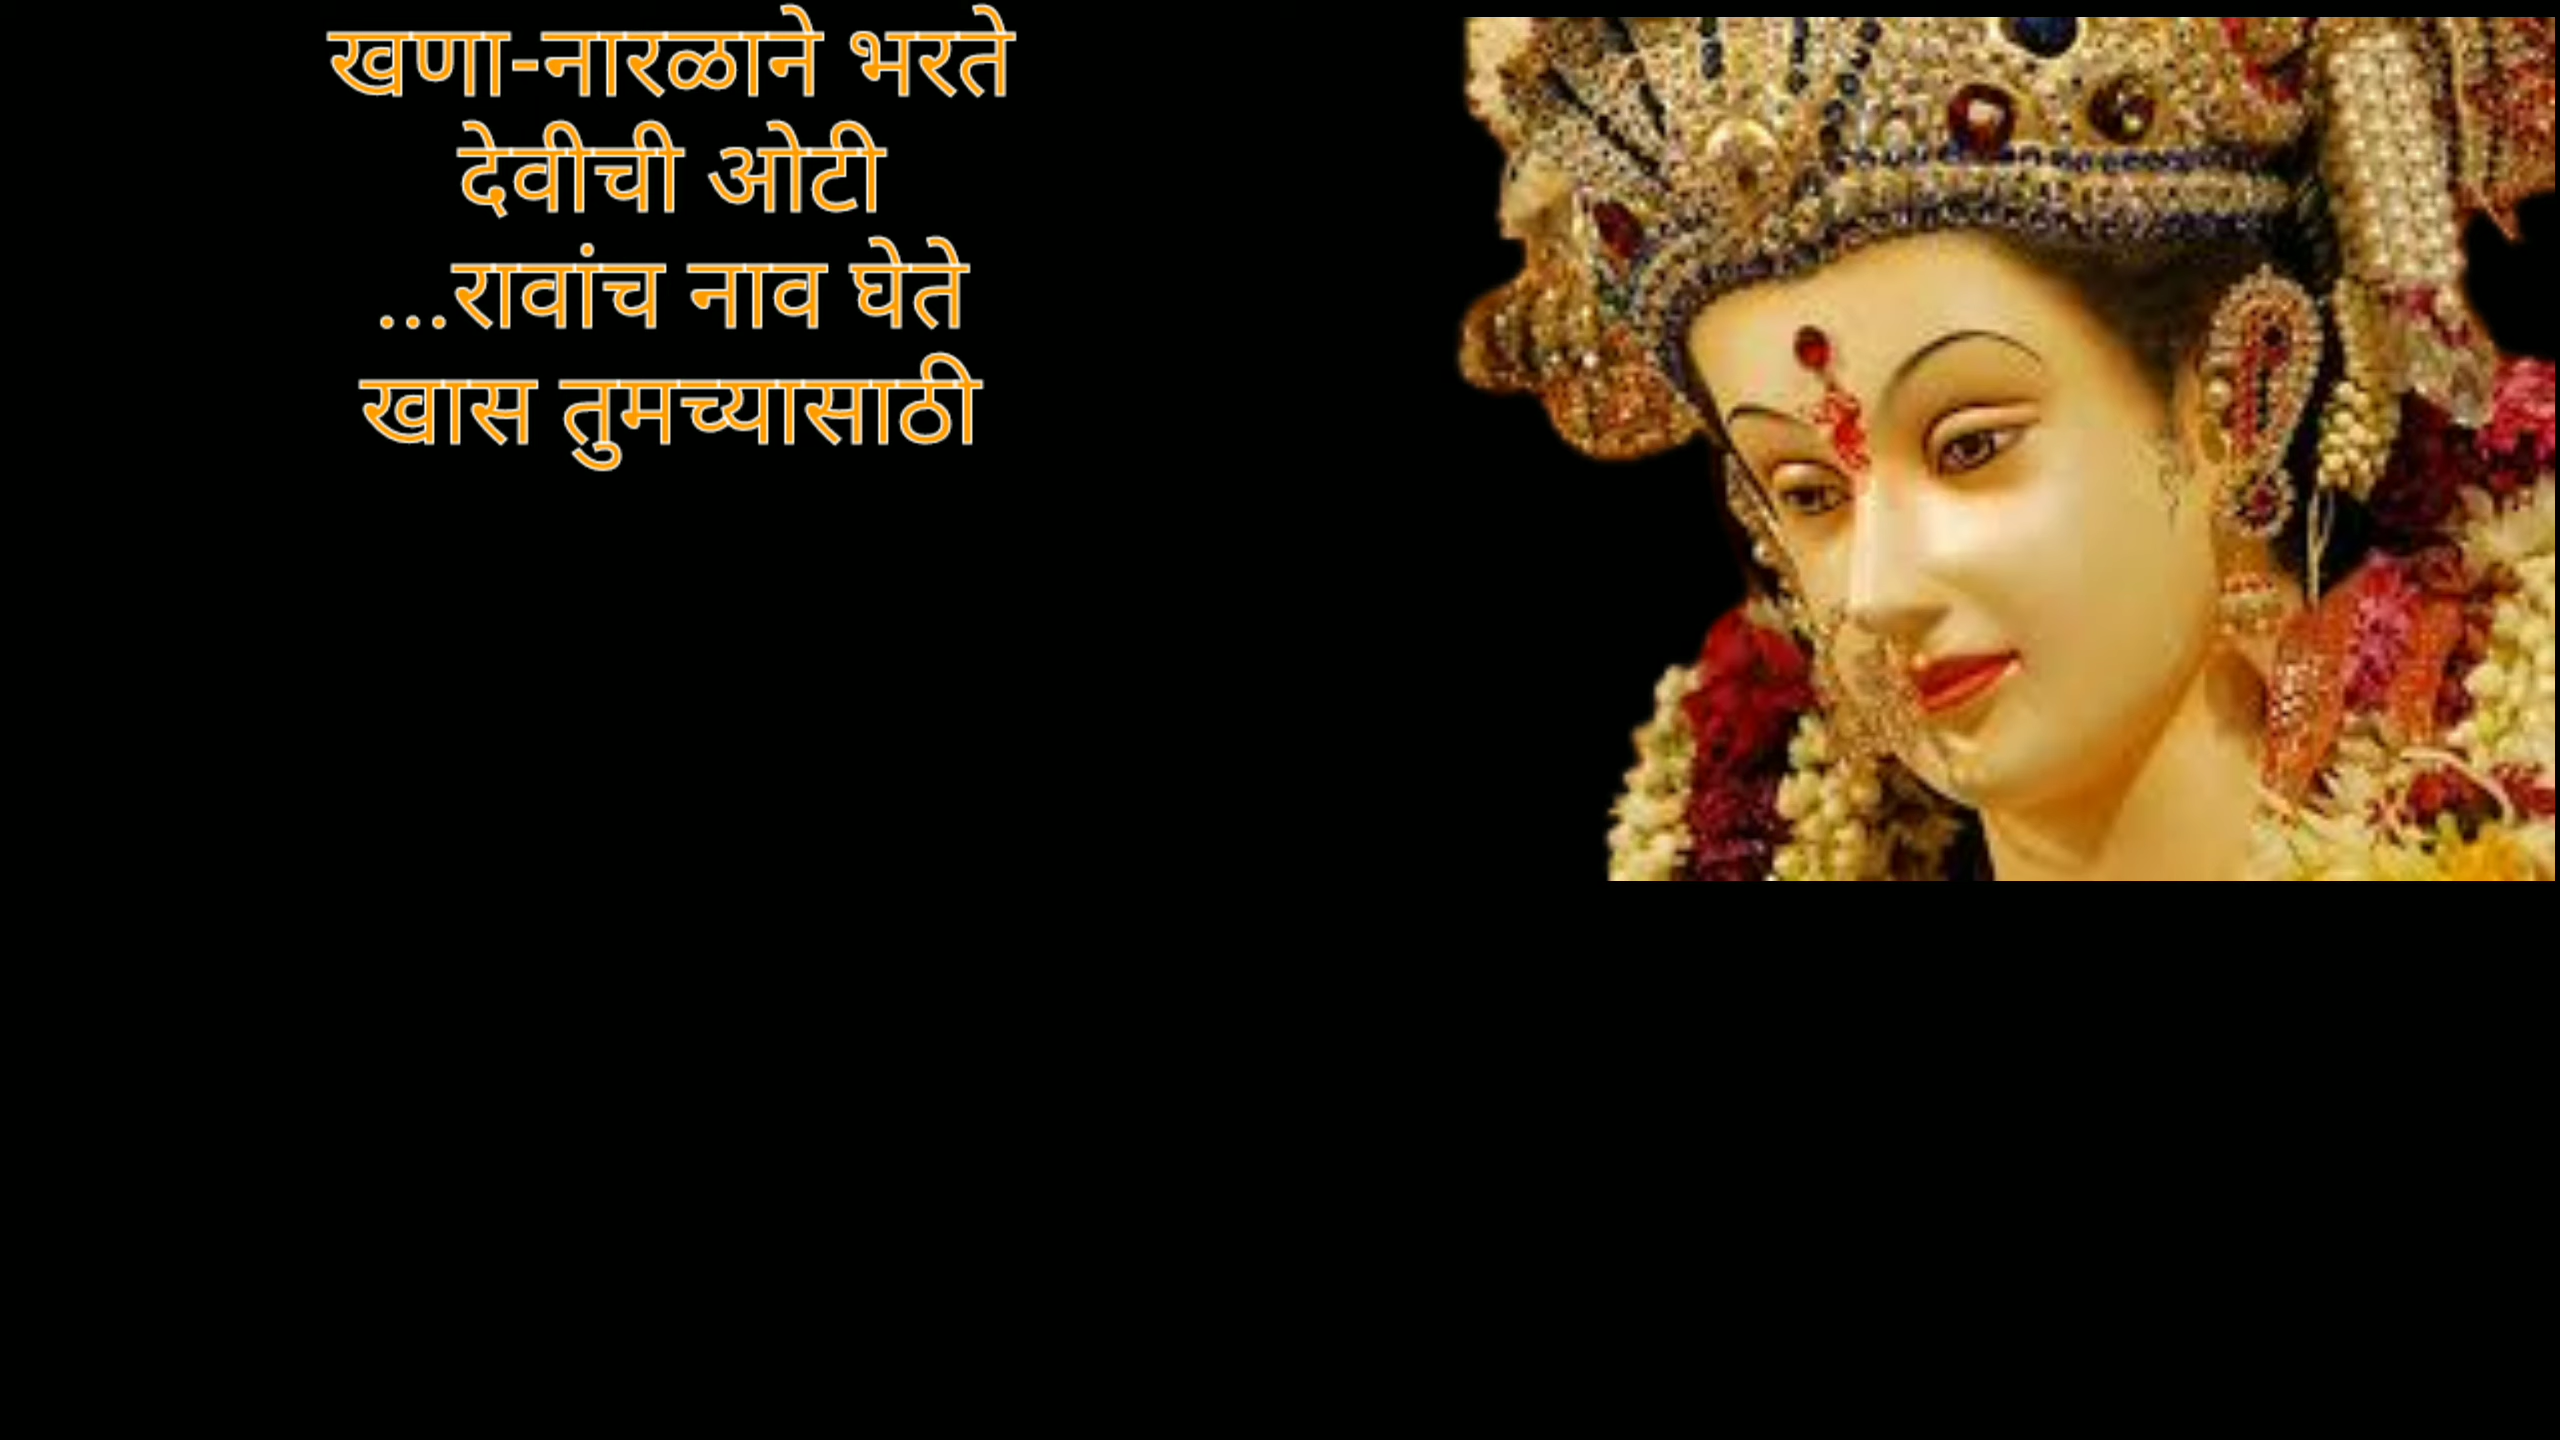 खणा-नारळाने भरते
देवीची ओटी
...रावांच नाव घेते
खास तुमच्यासाठी